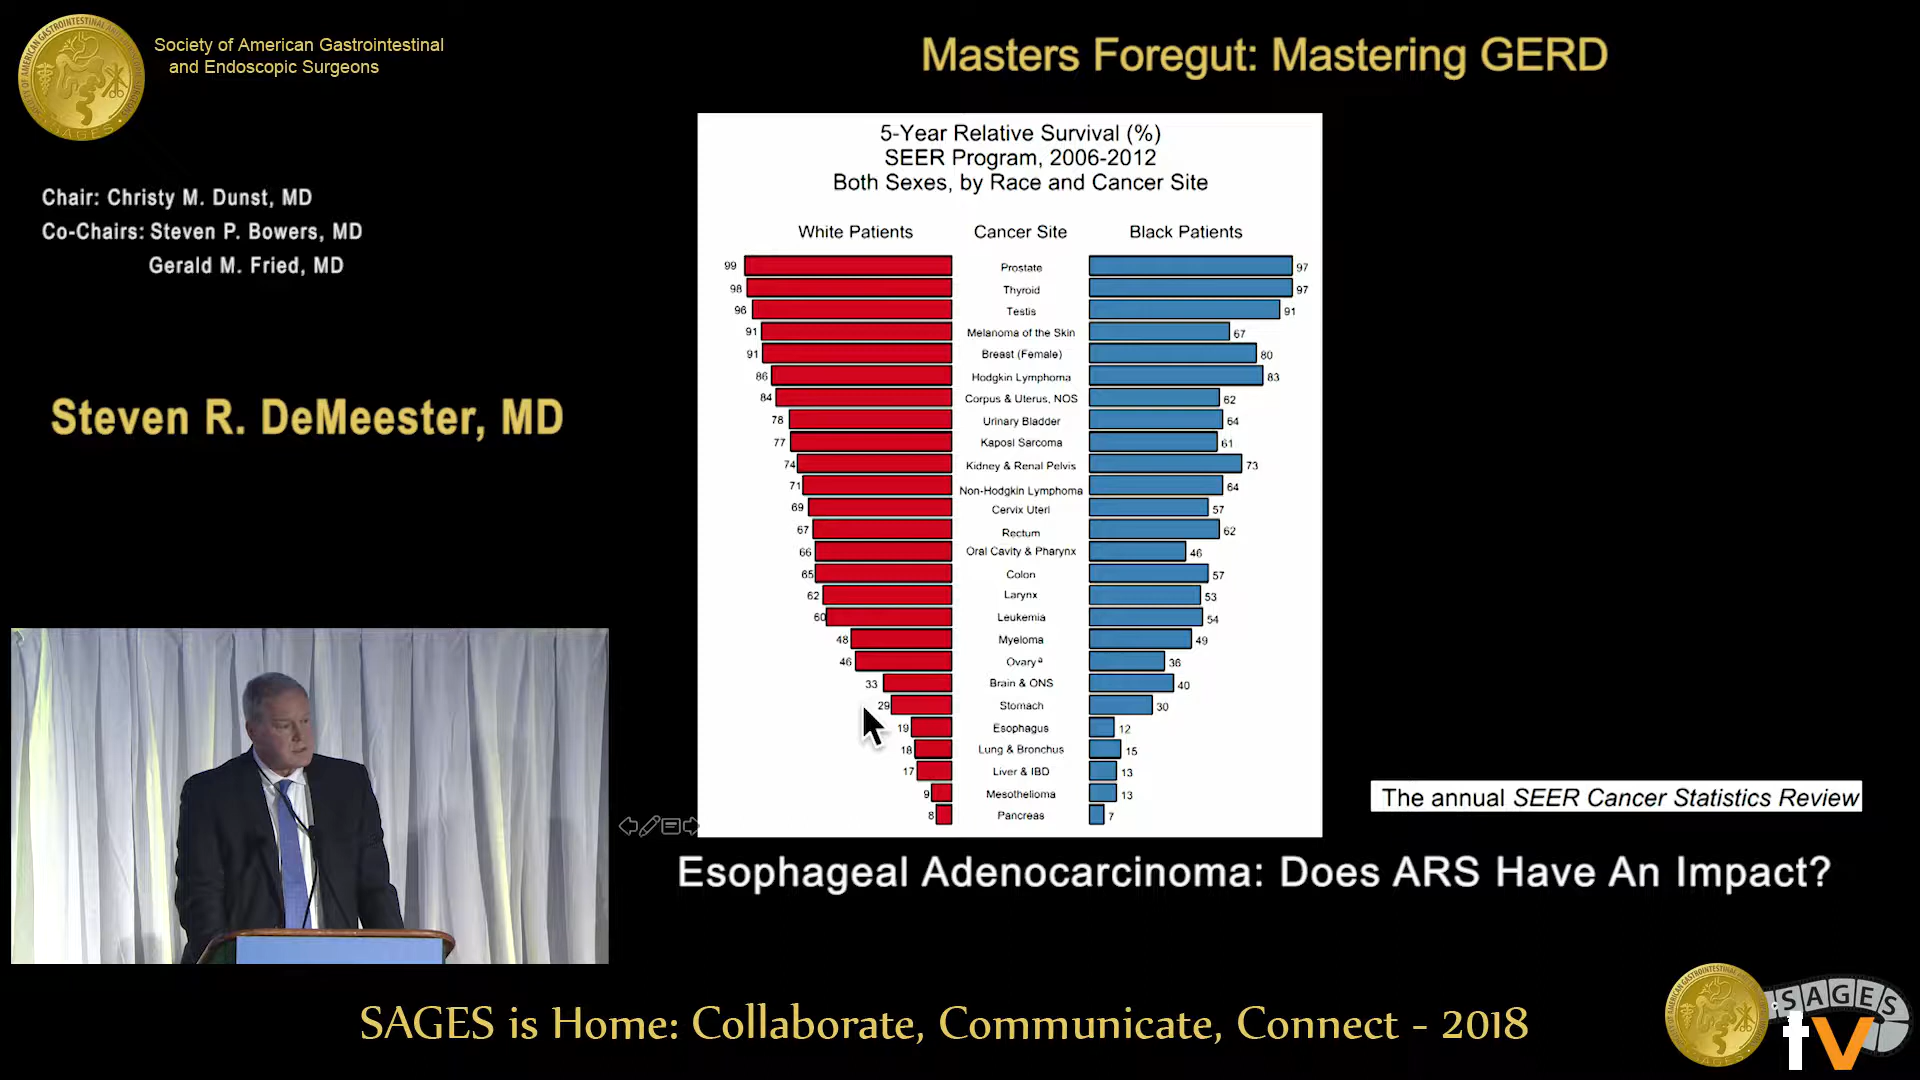 Society of American Gastrointestinal
and Endoscopic Surgeons
Masters Foregut: Mastering GERD
Chair: Christy M. Dunst, MD
Co-Chairs: Steven P. Bowers, MD
Gerald M. Fried, MD
Steven R. DeMeester, MD
5-Year Relative Survival (%)
SEER Program, 2006-2012
Both Sexes, by Race and Cancer Site
White Patients Cancer Site Black Patients
99 Prostate 97
98 Thyroid 97
96 Testis 91
91 Melanoma of the Skin 67
91 Breast (Female) 80
86 Hodgkin Lymphoma 83
84 Corpus & Uterus, NOS 62
78 Urinary Bladder 64
77 Kaposi Sarcoma 61
74 Kidney & Renal Pelvis 73
71 Non-Hodgkin Lymphoma 64
69 Cervix Uteri 57
67 Rectum 62
66 Oral Cavity & Pharynx 46
65 Colon 57
62 Larynx 53
60 Leukemia 54
48 Myeloma 49
46 Ovary a 36
33 Brain & ONS 40
29 Stomach 30
19 Esophagus 12
18 Lung & Bronchus 15
17 Liver & IBD 13
9 Mesothelioma 13
8 Pancreas 7
The annual SEER Cancer Statistics Review
Esophageal Adenocarcinoma: Does ARS Have An Impact?
SAGES is Home: Collaborate, Communicate, Connect - 2018
SAGES
tv